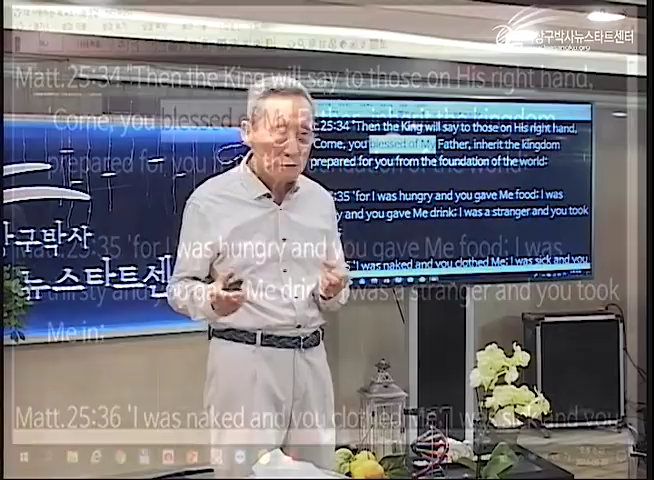 상구박사뉴스타트센터
Matt.25:34 "Then the King will say to those on His right hand,
'Come, you blessed of My Father, inherit the kingdom
prepared for you from
Matt.25:35 'for I was hungry and you gave Me food; I was
thirsty and you gave Me drink; I was a stranger and you took
Me in;
Matt.25:36 'I was naked and you clothed Me; I was sick and you
25:34 "Then the King will say to those on His right hand,
Come, you blessed of My Father, inherit the kingdom
prepared for you from the foundation of the world:
:35 'for I was hungry and you gave Me food; I was
and you gave Me drink; I was a stranger and you took
'I was naked and you clothed Me; I was sick and you
상구박사
뉴스타트센